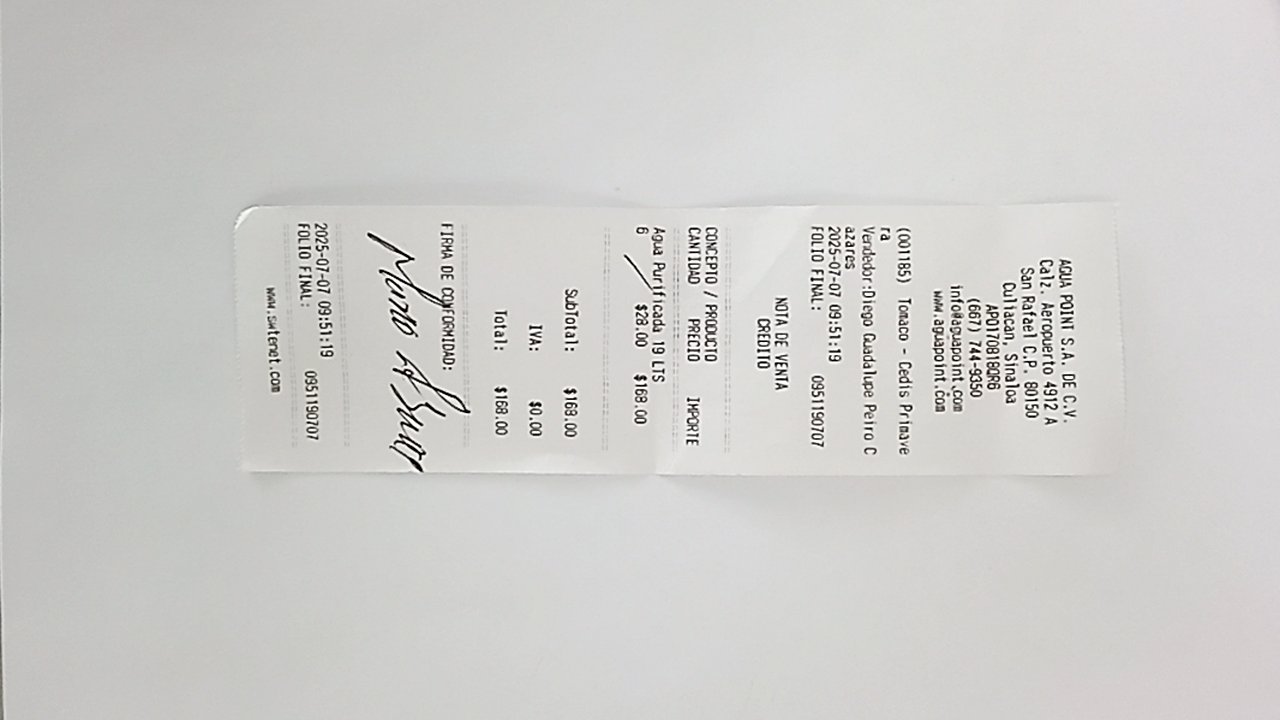 AGUA POINT S.A. DE C.V.
Calz. Aeropuerto 4912 A
San Rafael C.P. 80150
Culiacan, Sinaloa
APO170818QR6
(667) 744-9350
info@aguapoint.com
www.aguapoint.com
(001185) Tomaco - Cedis Primave
ra
Vendedor:Diego Guadalupe Peiro C
azares
2025-07-07 09:51:19
FOLIO FINAL: 0951190707
NOTA DE VENTA
CREDITO
CONCEPTO / PRODUCTO
CANTIDAD PRECIO IMPORTE
Agua Purificada 19 LTS
6 $28.00 $168.00
SubTotal: $168.00
IVA: $0.00
Total: $168.00
FIRMA DE CONFORMIDAD:
2025-07-07 09:51:19
FOLIO FINAL: 0951190707
www.swtenet.com